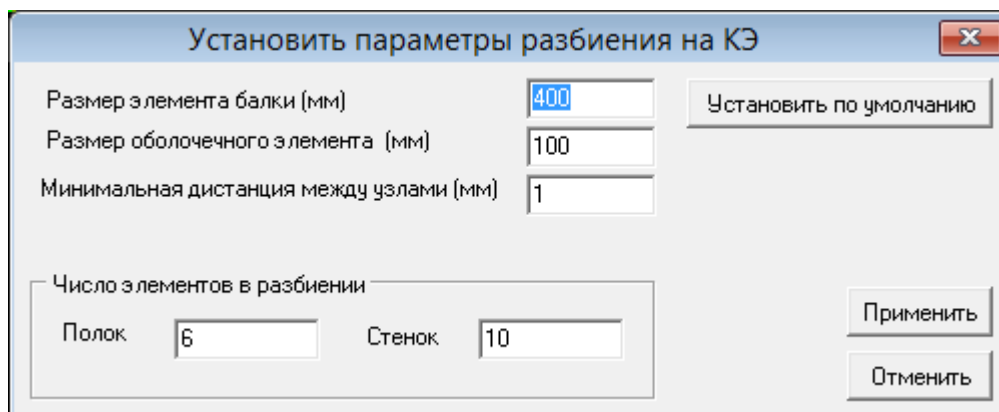 Установить параметры разбиения на КЭ
Размер элемента балки (мм) 400 Установить по умолчанию
Размер оболочечного элемента (мм) 100
Минимальная дистанция между узлами (мм) 1
Число элементов в разбиении
Полок 6 Стенок 10
Применить
Отменить